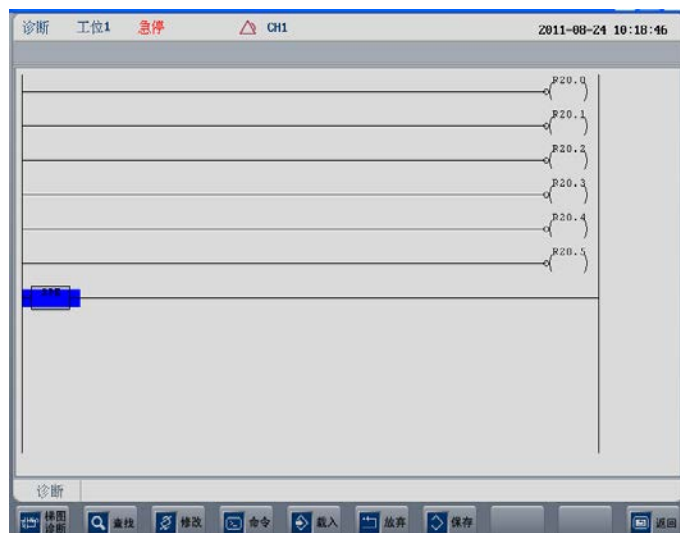 诊断 工位1 急停 CH1 2011-08-24 10:18:46
R20.0
R20.1
R20.2
R20.3
R20.4
R20.5
诊断
梯图诊断 查找 修改 命令 载入 放弃 保存 返回